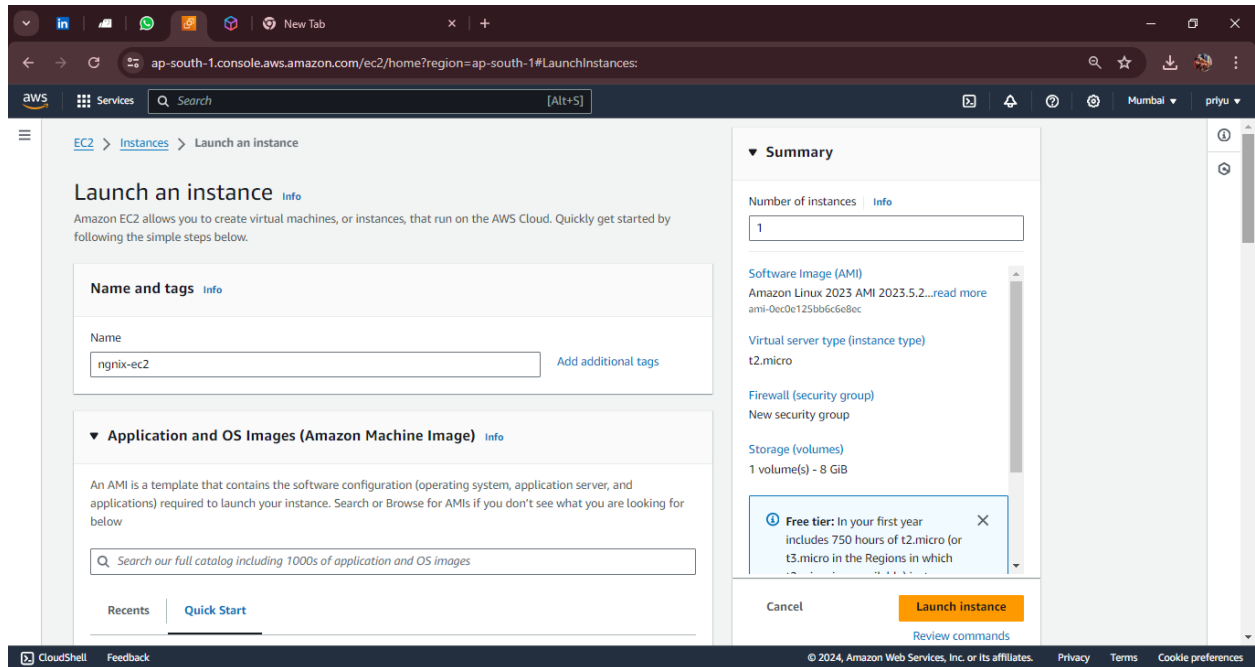 New Tab
ap-south-1.console.aws.amazon.com/ec2/home?region=ap-south-1#LaunchInstances:
aws
Services
Search
[Alt+S]
Mumbai
priyu
EC2
Instances
Launch an instance
Launch an instance Info
Amazon EC2 allows you to create virtual machines, or instances, that run on the AWS Cloud. Quickly get started by
following the simple steps below.
Name and tags Info
Name
ngnix-ec2
Add additional tags
Application and OS Images (Amazon Machine Image) Info
An AMI is a template that contains the software configuration (operating system, application server, and
applications) required to launch your instance. Search or Browse for AMIs if you don't see what you are looking for
below
Search our full catalog including 1000s of application and OS images
Recents
Quick Start
Summary
Number of instances Info
1
Software Image (AMI)
Amazon Linux 2023 AMI 2023.5.2...read more
ami-0ec0e125bb6c6e8ec
Virtual server type (instance type)
t2.micro
Firewall (security group)
New security group
Storage (volumes)
1 volume(s) - 8 GiB
Free tier: In your first year
includes 750 hours of t2.micro (or
t3.micro in the Regions in which
Cancel
Launch instance
Review commands
CloudShell
Feedback
© 2024, Amazon Web Services, Inc. or its affiliates.
Privacy
Terms
Cookie preferences